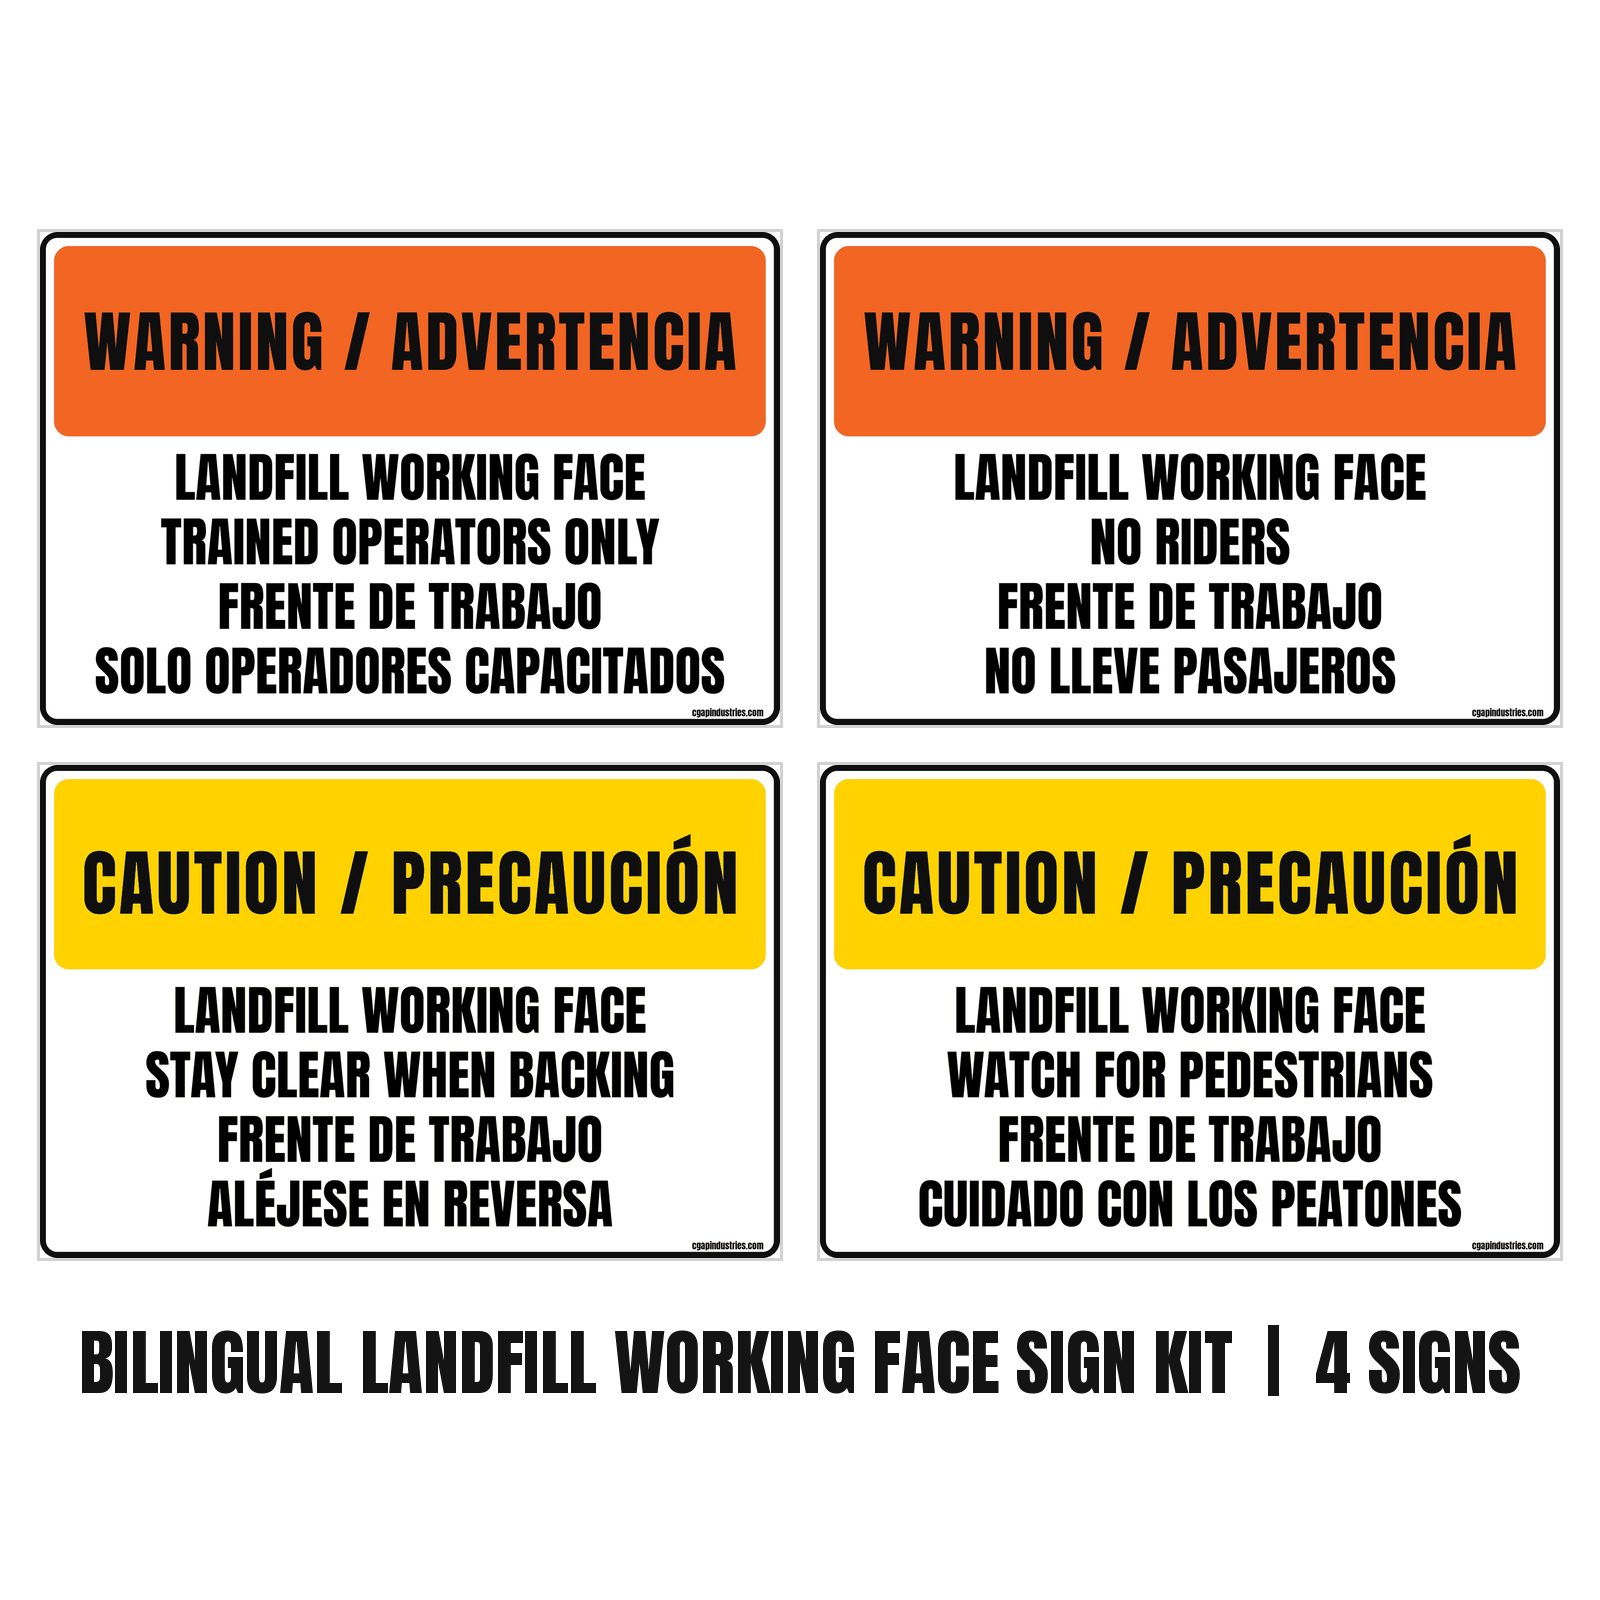 WARNING / ADVERTENCIA
LANDFILL WORKING FACE
TRAINED OPERATORS ONLY
FRENTE DE TRABAJO
SOLO OPERADORES CAPACITADOS
cgapindustries.com
WARNING / ADVERTENCIA
LANDFILL WORKING FACE
NO RIDERS
FRENTE DE TRABAJO
NO LLEVE PASAJEROS
cgapindustries.com
CAUTION / PRECAUCIÓN
LANDFILL WORKING FACE
STAY CLEAR WHEN BACKING
FRENTE DE TRABAJO
ALÉJESE EN REVERSA
cgapindustries.com
CAUTION / PRECAUCIÓN
LANDFILL WORKING FACE
WATCH FOR PEDESTRIANS
FRENTE DE TRABAJO
CUIDADO CON LOS PEATONES
cgapindustries.com
BILINGUAL LANDFILL WORKING FACE SIGN KIT | 4 SIGNS